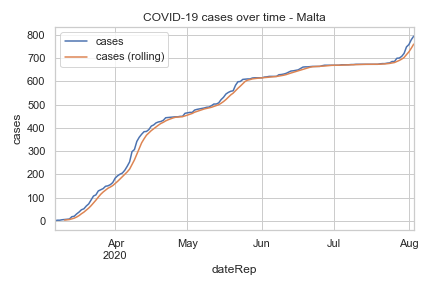 COVID-19 cases over time - Malta
cases
cases (rolling)
800
700
600
500
400
300
200
100
0
cases
Apr
2020
May
Jun
Jul
Aug
dateRep